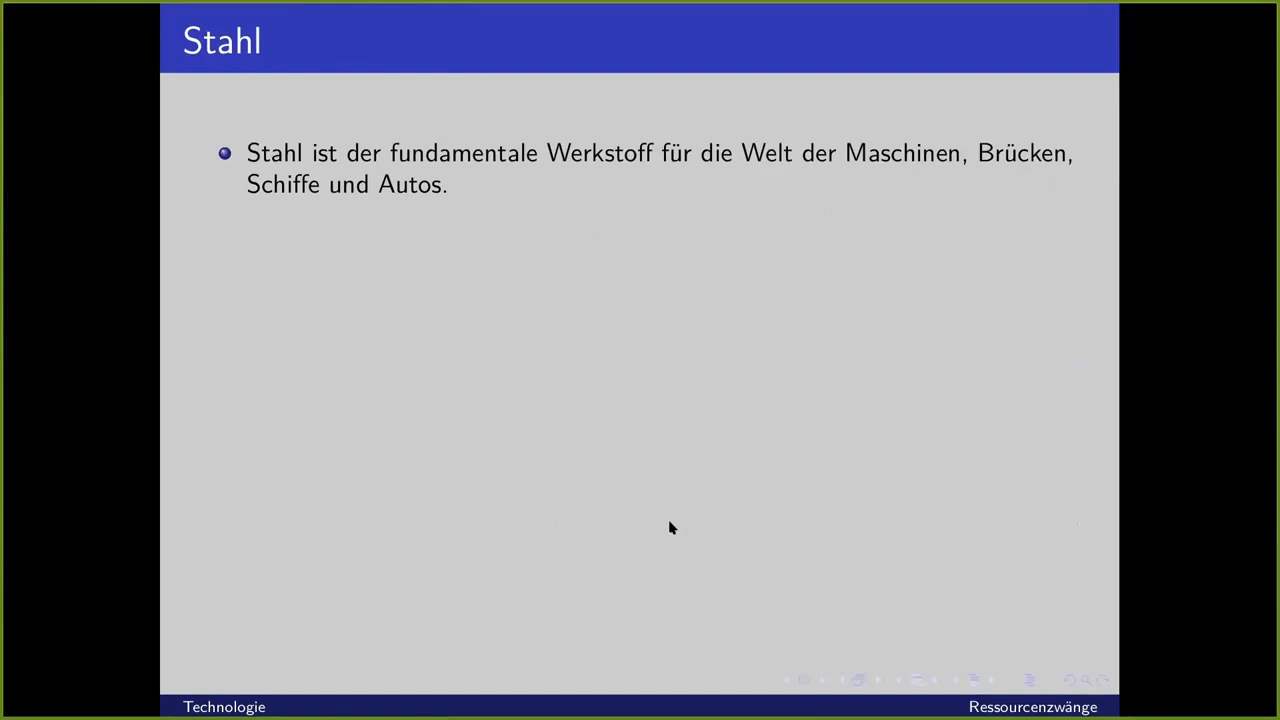 Stahl
Stahl ist der fundamentale Werkstoff für die Welt der Maschinen, Brücken,
Schiffe und Autos.
Technologie
Ressourcenzwänge